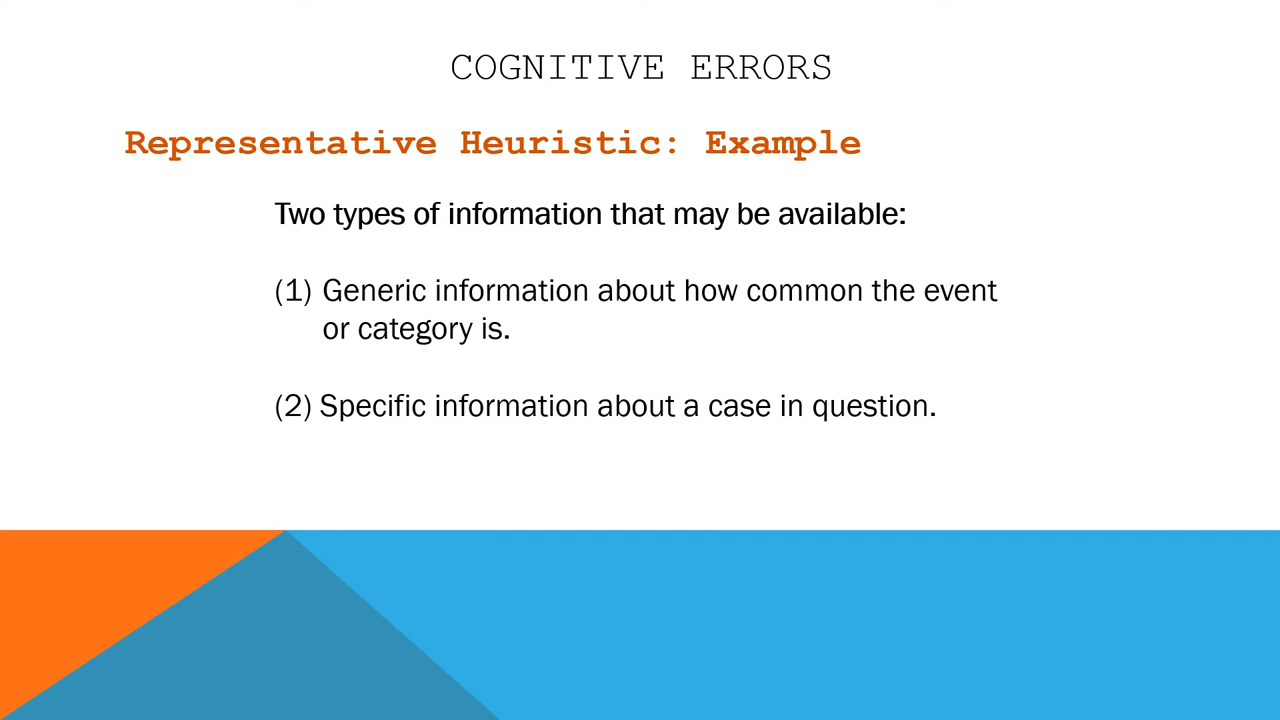 COGNITIVE ERRORS
Representative Heuristic: Example
Two types of information that may be available:
(1) Generic information about how common the event
or category is.
(2) Specific information about a case in question.